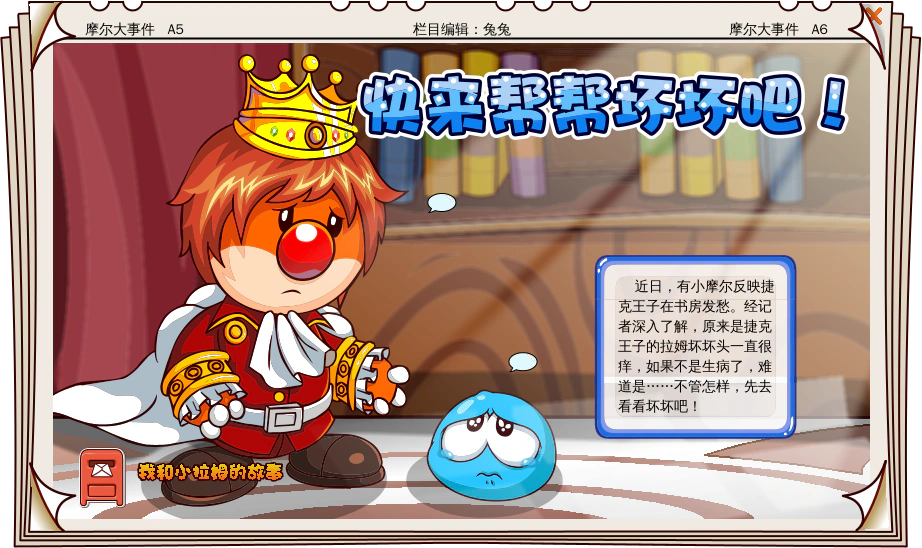 摩尔大事件 A5
栏目编辑：兔兔
摩尔大事件 A6
快来帮帮坏坏吧！
近日，有小摩尔反映捷
克王子在书房发愁。经记
者深入了解，原来是捷克
王子的拉姆坏坏头一直很
痒，如果不是生病了，难
道是……不管怎样，先去
看看坏坏吧！
我和小拉姆的故事